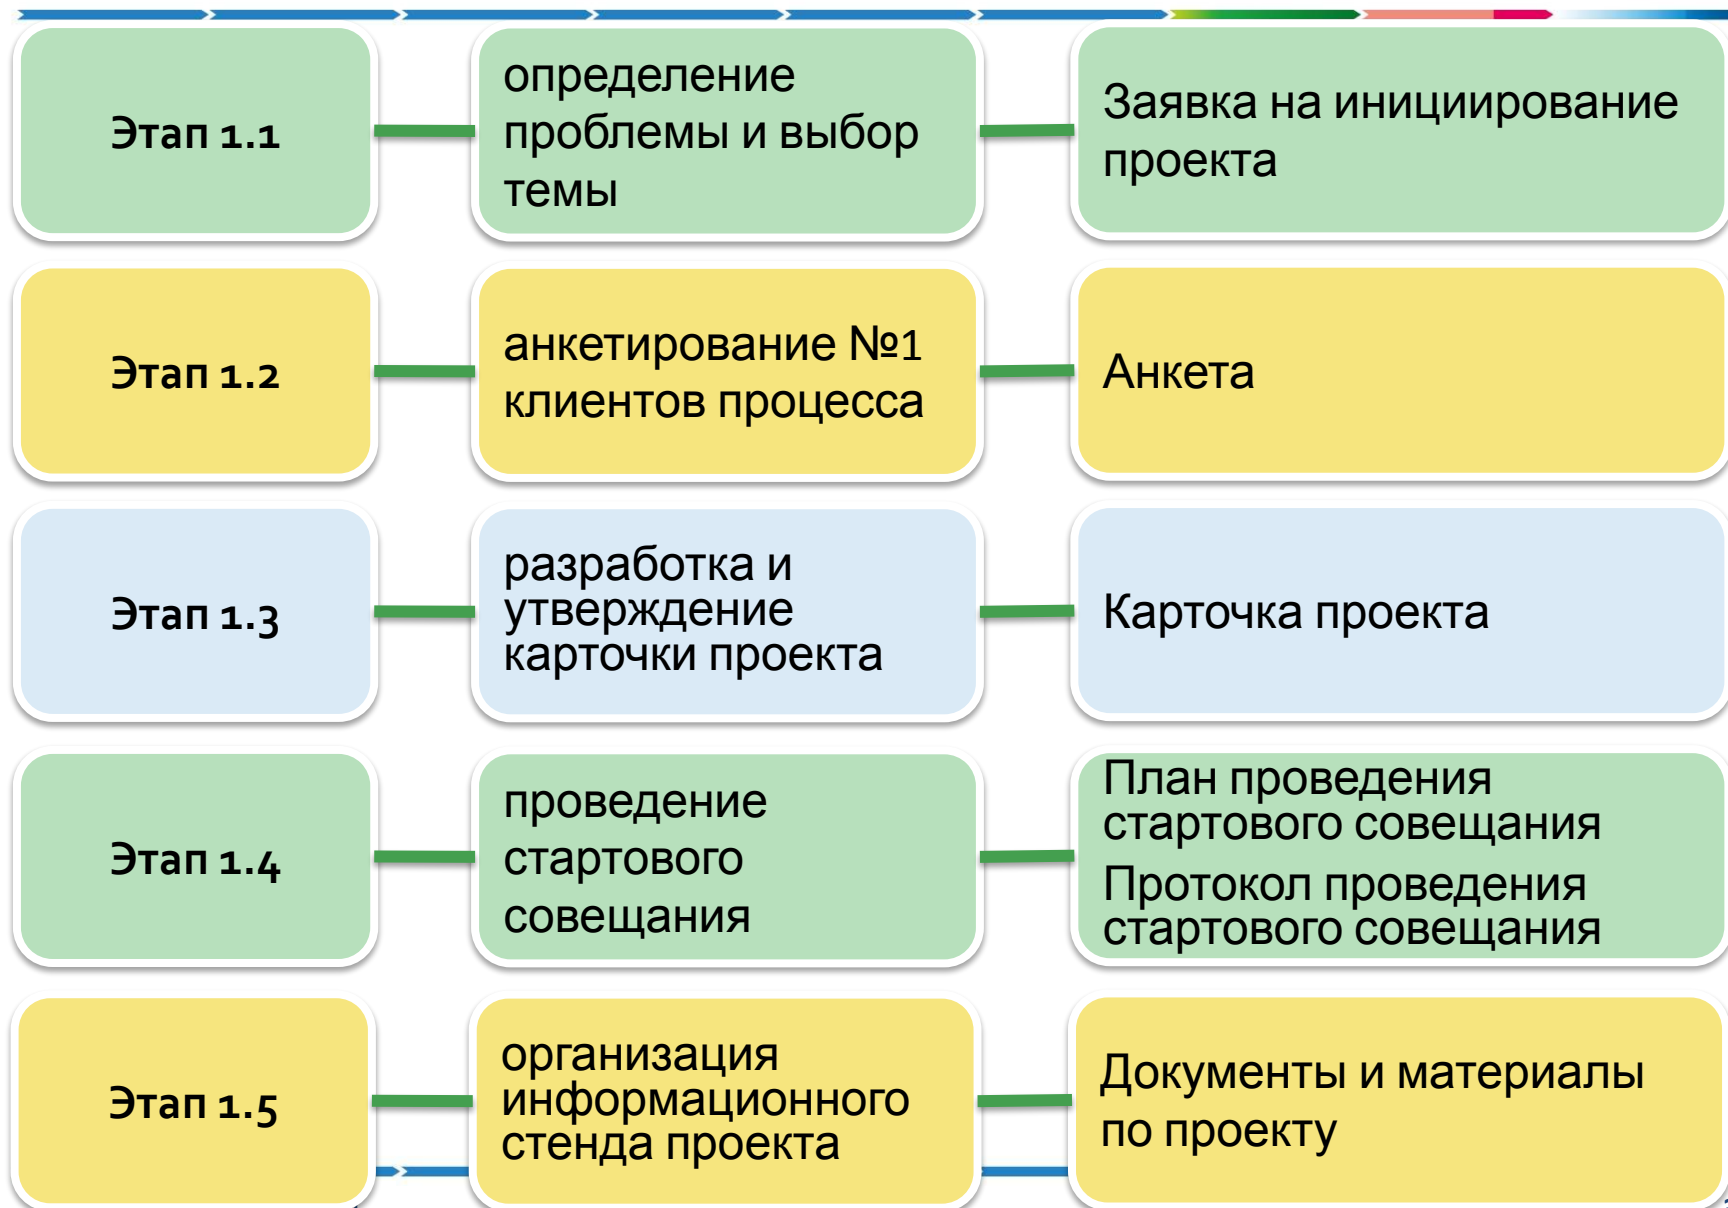 Этап 1.1
определение
проблемы и выбор
темы
Заявка на инициирование
проекта
Этап 1.2
анкетирование №1
клиентов процесса
Анкета
Этап 1.3
разработка и
утверждение
карточки проекта
Карточка проекта
Этап 1.4
проведение
стартового
совещания
План проведения
стартового совещания
Протокол проведения
стартового совещания
Этап 1.5
организация
информационного
стенда проекта
Документы и материалы
по проекту